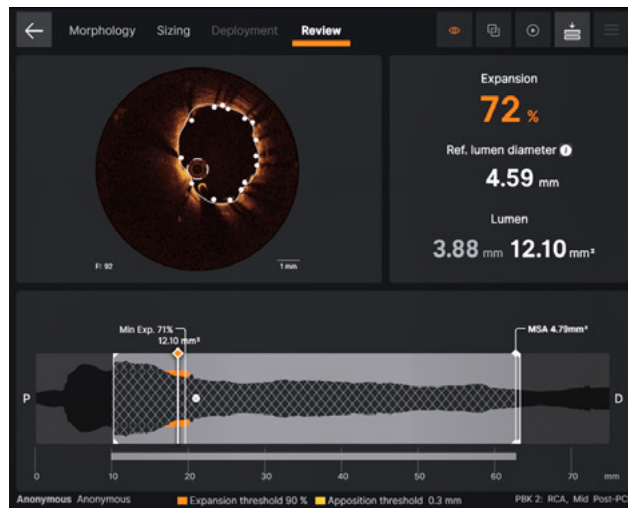 Morphology Sizing Deployment Review
Expansion
72 %
Ref. lumen diameter i
4.59 mm
Lumen
3.88 mm 12.10 mm²
F: 92
1 mm
Min Exp. 71%
12.10 mm²
MSA 4.79mm²
P
D
0 10 20 30 40 50 60 70 mm
Anonymous Anonymous Expansion threshold 90 % Apposition threshold 0.3 mm PBK 2: RCA, Mid Post-PC